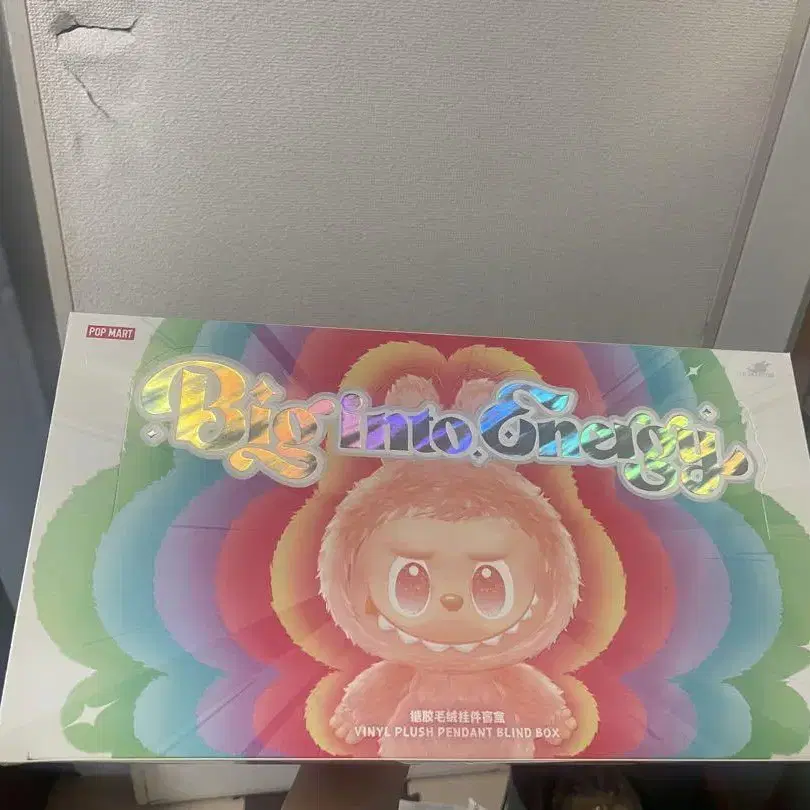 POP MART
Big into Energy
搪胶毛绒挂件盲盒
VINYL PLUSH PENDANT BLIND BOX